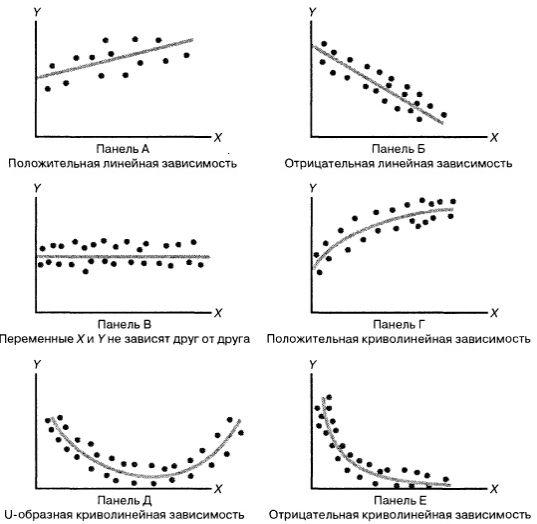 Y
X
Панель А
Положительная линейная зависимость
Y
X
Панель Б
Отрицательная линейная зависимость
Y
X
Панель В
Переменные X и Y не зависят друг от друга
Y
X
Панель Г
Положительная криволинейная зависимость
Y
X
Панель Д
U-образная криволинейная зависимость
Y
X
Панель Е
Отрицательная криволинейная зависимость